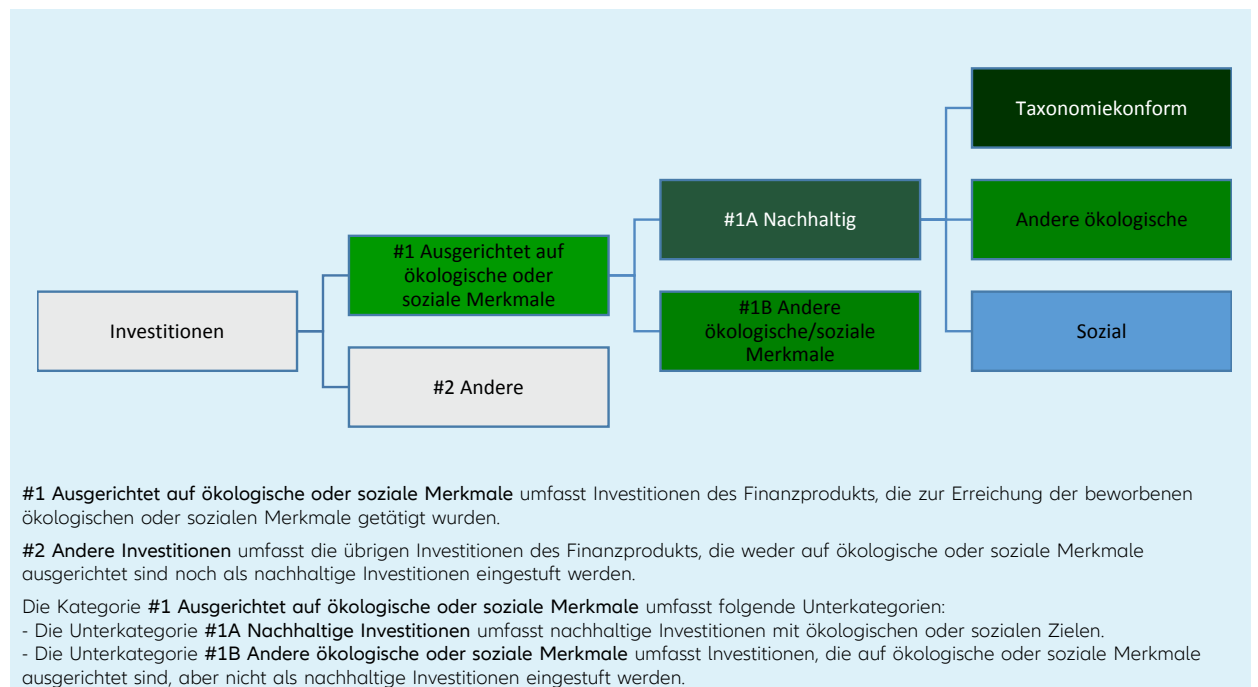 Taxonomiekonform
#1A Nachhaltig
Andere ökologische
#1 Ausgerichtet auf
ökologische oder
soziale Merkmale
Investitionen
#1B Andere
ökologische/soziale
Merkmale
Sozial
#2 Andere
#1 Ausgerichtet auf ökologische oder soziale Merkmale umfasst Investitionen des Finanzprodukts, die zur Erreichung der beworbenen
ökologischen oder sozialen Merkmale getätigt wurden.
#2 Andere Investitionen umfasst die übrigen Investitionen des Finanzprodukts, die weder auf ökologische oder soziale Merkmale
ausgerichtet sind noch als nachhaltige Investitionen eingestuft werden.
Die Kategorie #1 Ausgerichtet auf ökologische oder soziale Merkmale umfasst folgende Unterkategorien:
- Die Unterkategorie #1A Nachhaltige Investitionen umfasst nachhaltige Investitionen mit ökologischen oder sozialen Zielen.
- Die Unterkategorie #1B Andere ökologische oder soziale Merkmale umfasst Investitionen, die auf ökologische oder soziale Merkmale
ausgerichtet sind, aber nicht als nachhaltige Investitionen eingestuft werden.